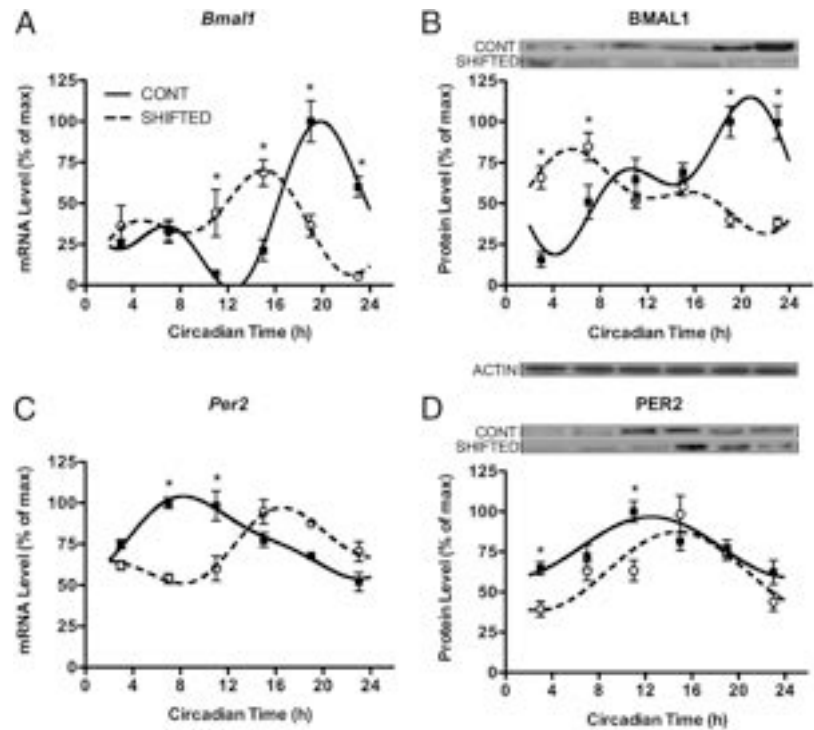 A
Bmal1
mRNA Level (% of max)
125
100
75
50
25
0
CONT
SHIFTED
*
*
*
*
0 4 8 12 16 20 24
Circadian Time (h)
B
BMAL1
CONT
SHIFTED
Protein Level (% of max)
125
100
75
50
25
0
*
*
*
*
0 4 8 12 16 20 24
Circadian Time (h)
ACTIN
C
Per2
mRNA Level (% of max)
125
100
75
50
25
0
*
*
0 4 8 12 16 20 24
Circadian Time (h)
D
PER2
CONT
SHIFTED
Protein Level (% of max)
125
100
75
50
25
0
*
*
0 4 8 12 16 20 24
Circadian Time (h)